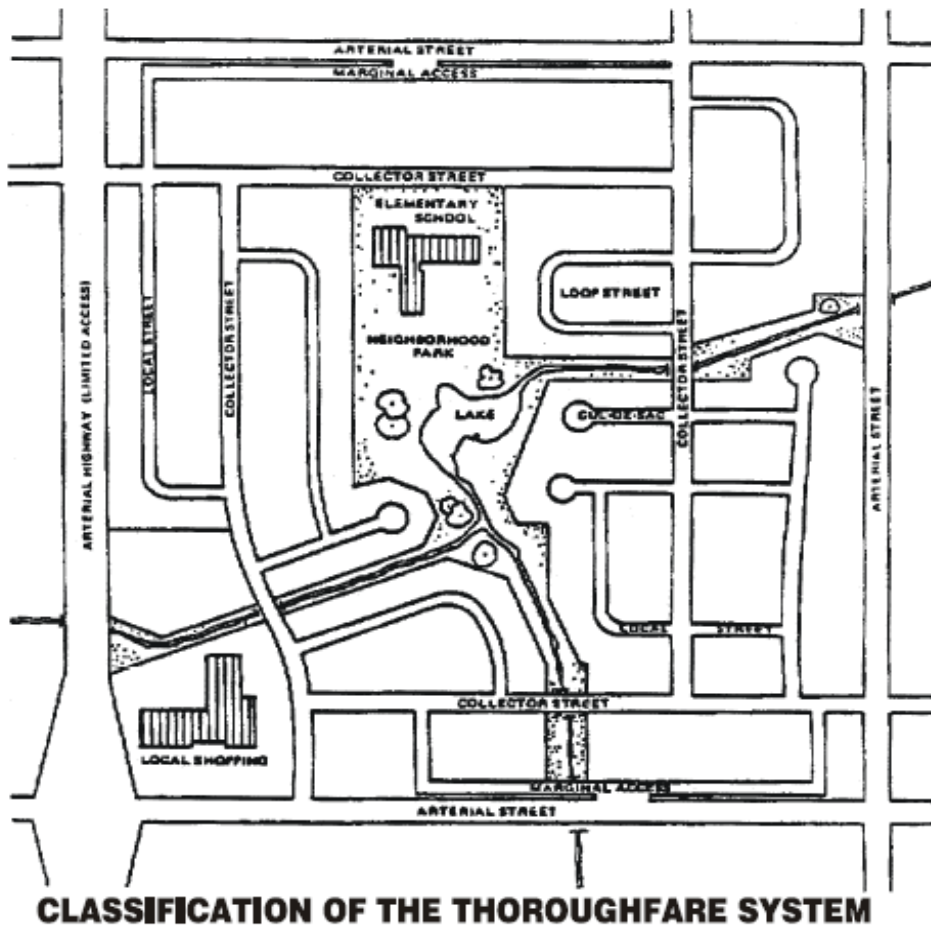 ARTERIAL STREET
MARGINAL ACCESS
COLLECTOR STREET
ELEMENTARY
SCHOOL
LOOP STREET
NEIGHBORHOOD
PARK
LAKE
CUL-DE-SAC
ARTERIAL HIGHWAY (LIMITED ACCESS)
LOCAL STREET
COLLECTOR STREET
COLLECTOR STREET
ARTERIAL STREET
LOCAL STREET
COLLECTOR STREET
LOCAL SHOPPING
MARGINAL ACCESS
ARTERIAL STREET
CLASSIFICATION OF THE THOROUGHFARE SYSTEM